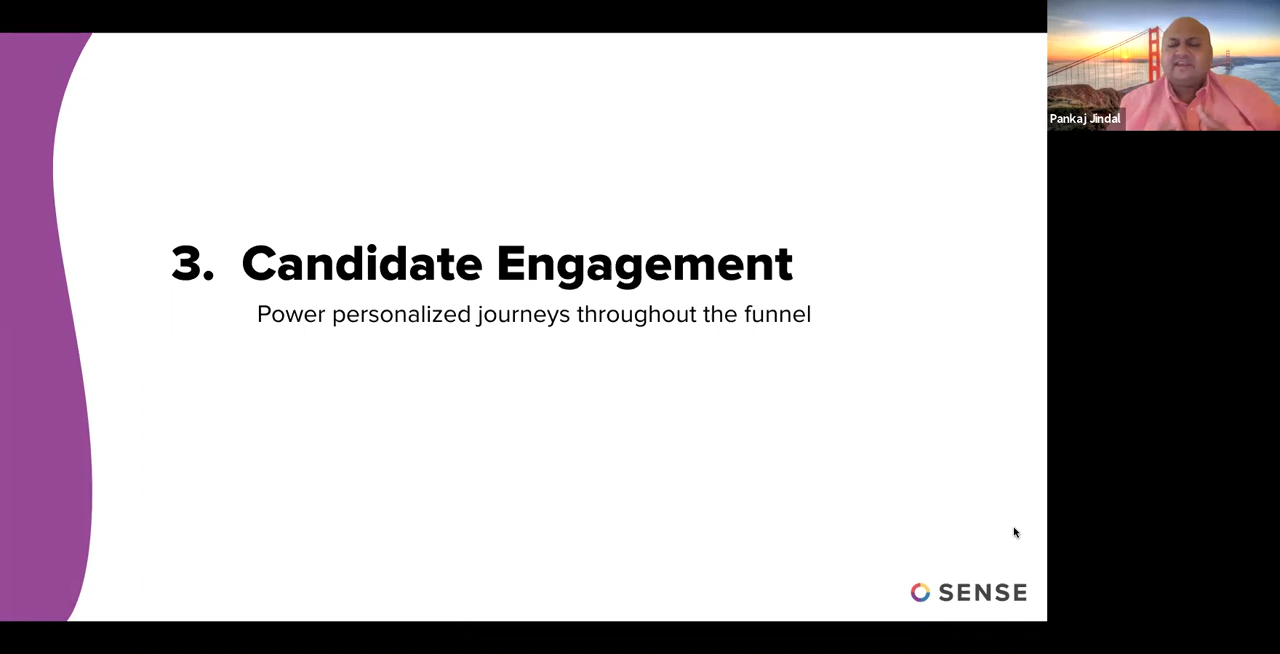 3. Candidate Engagement
Power personalized journeys throughout the funnel
SENSE
Pankaj Jindal